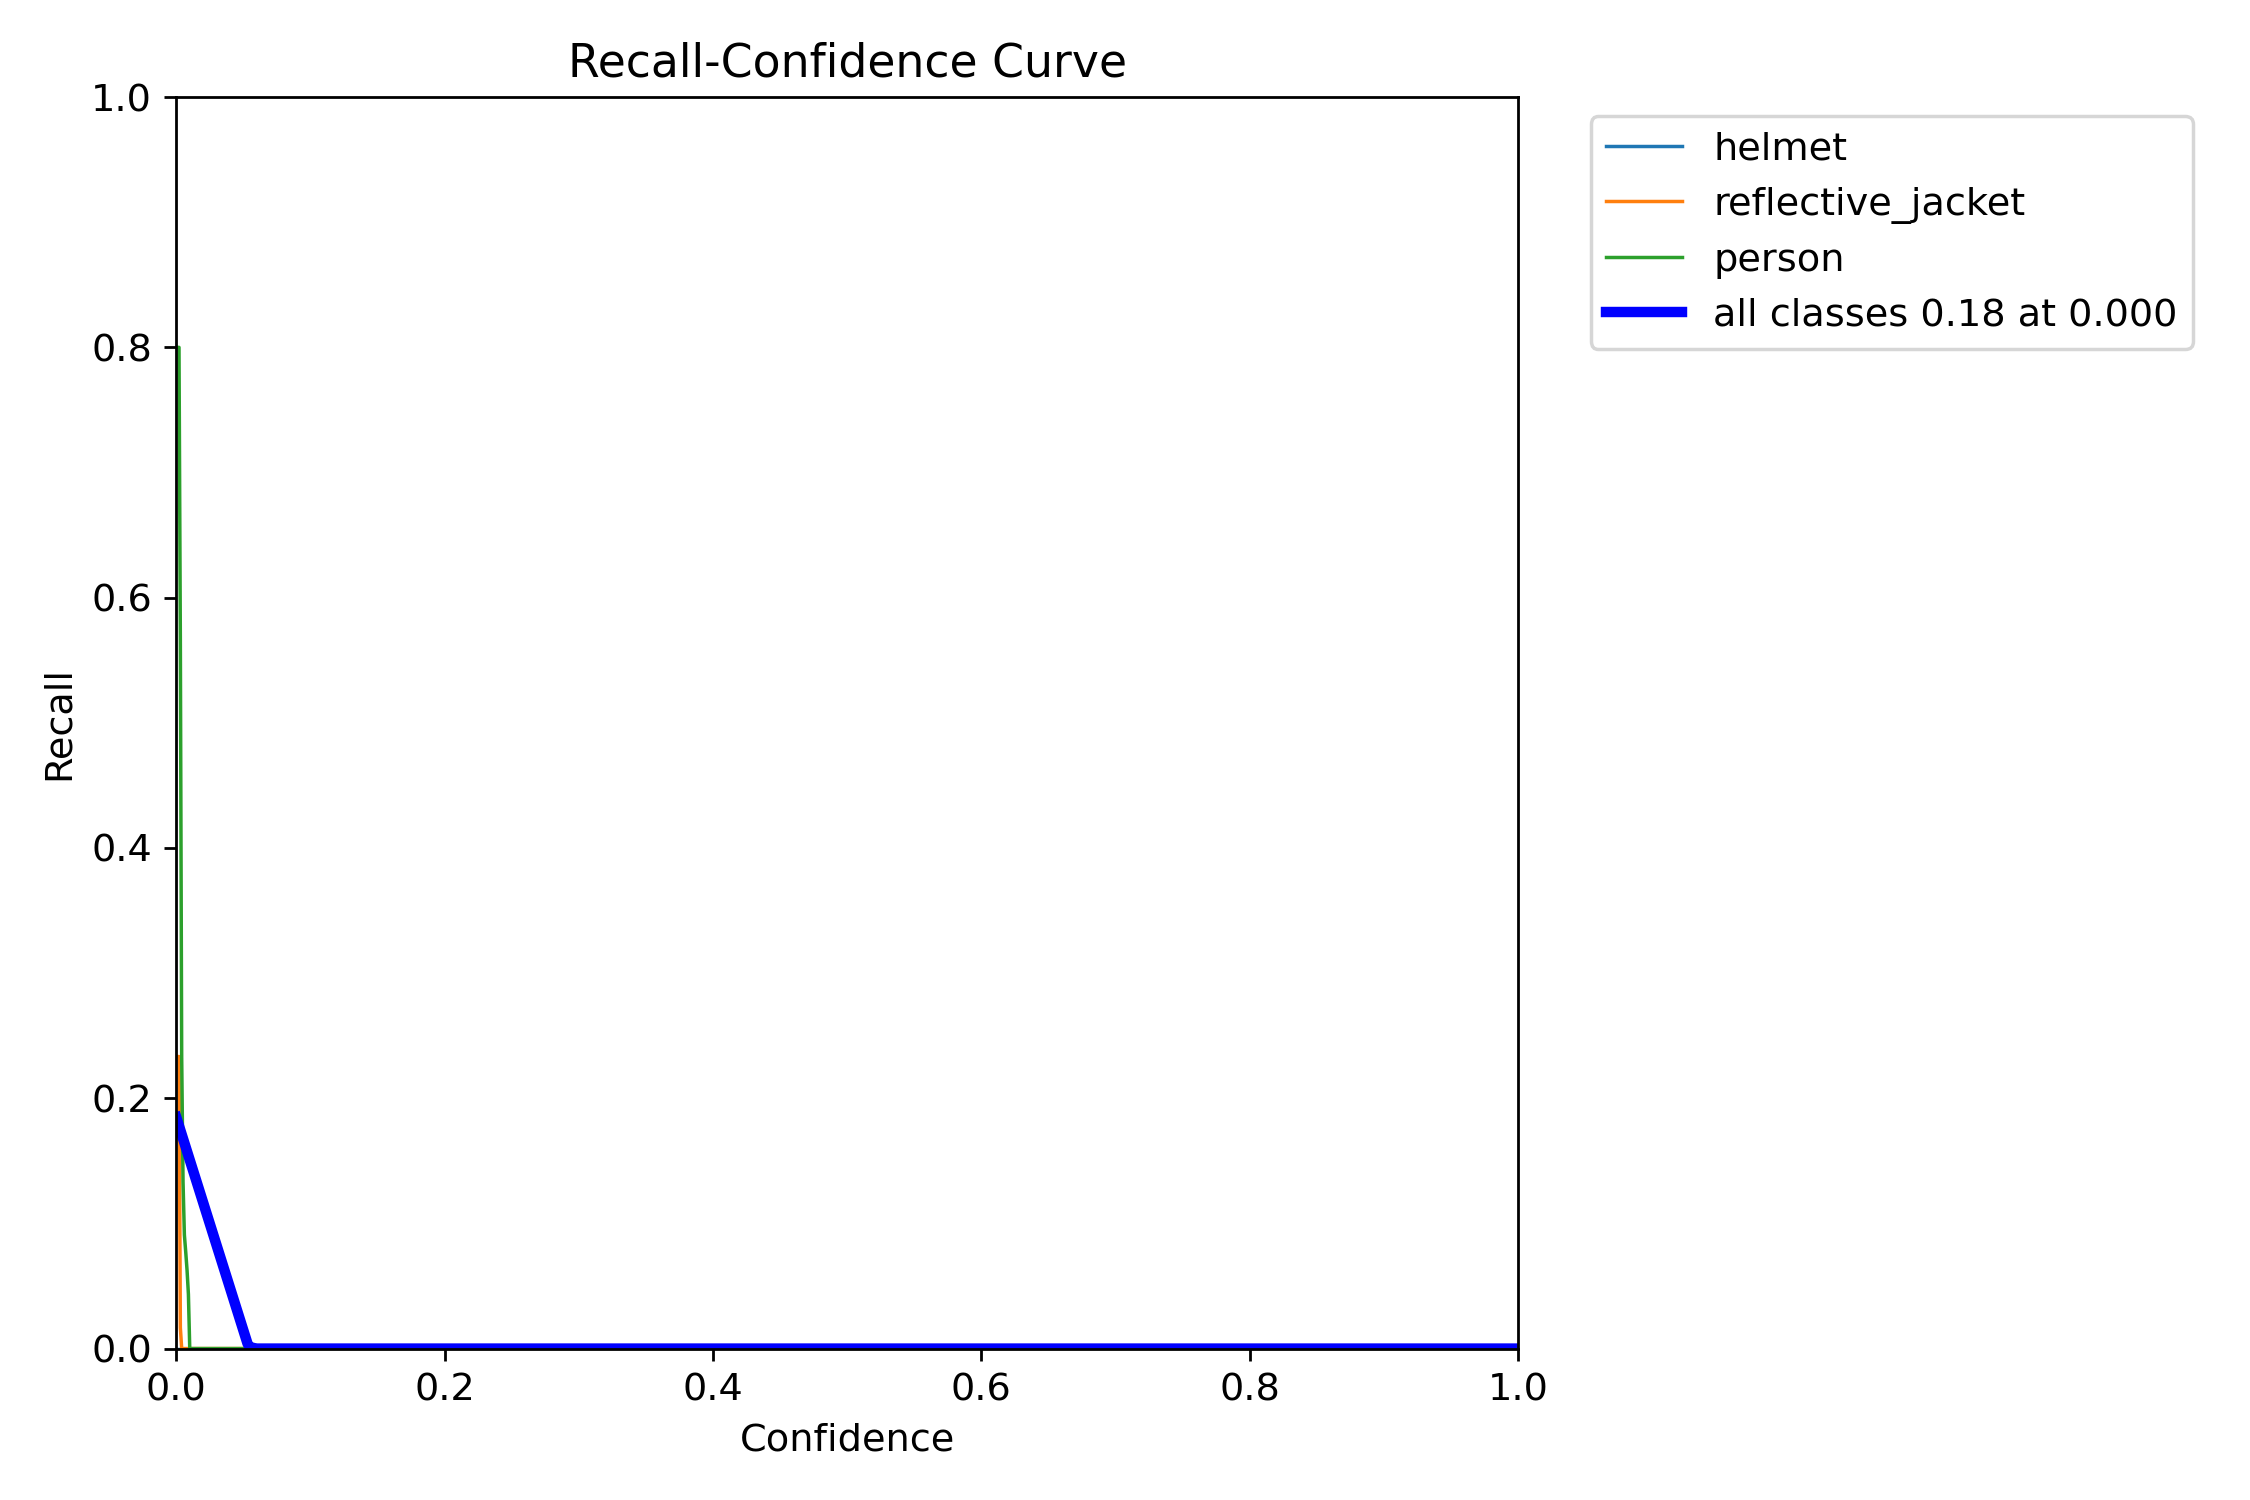 Recall-Confidence Curve
1.0
0.8
0.6
0.4
0.2
0.0
Recall
0.0 0.2 0.4 0.6 0.8 1.0
Confidence
helmet
reflective_jacket
person
all classes 0.18 at 0.000